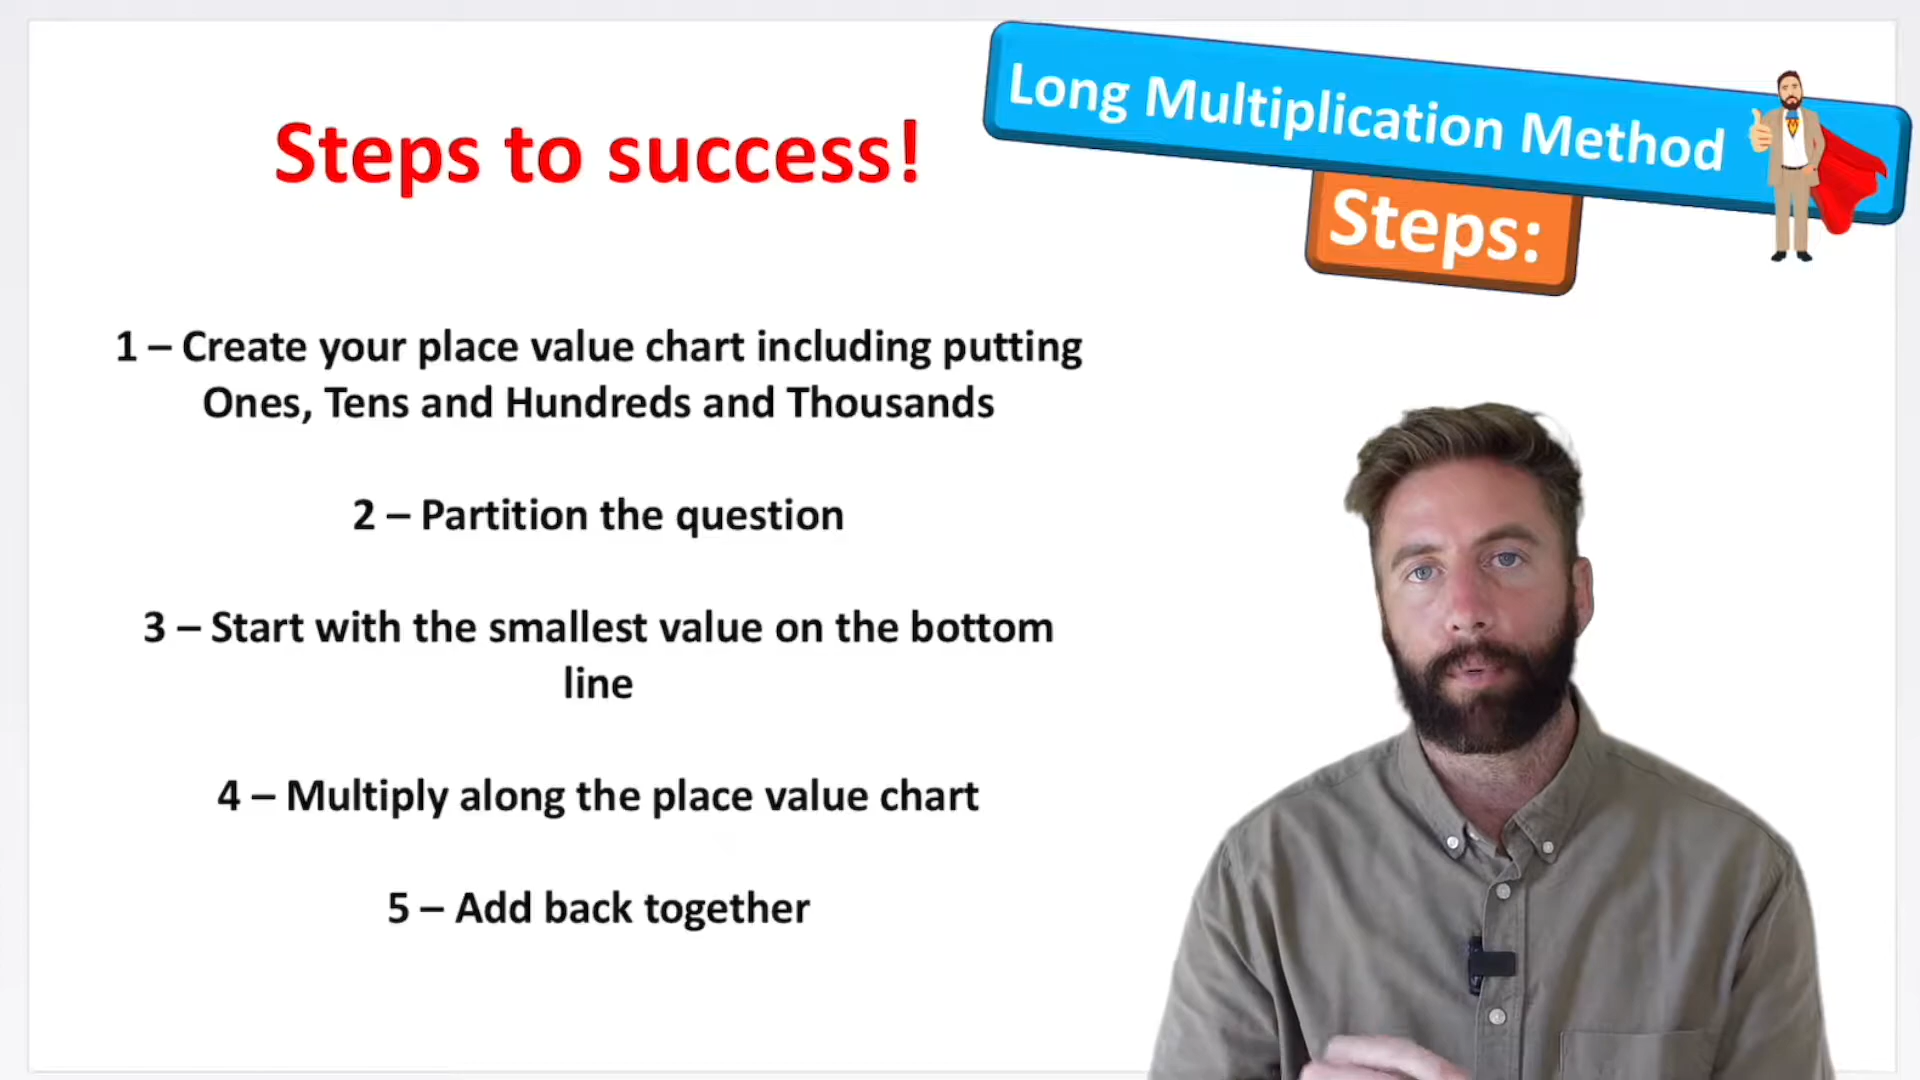 Long Multiplication Method
Steps:
Steps to success!
1 – Create your place value chart including putting
Ones, Tens and Hundreds and Thousands
2 – Partition the question
3 – Start with the smallest value on the bottom
line
4 – Multiply along the place value chart
5 – Add back together